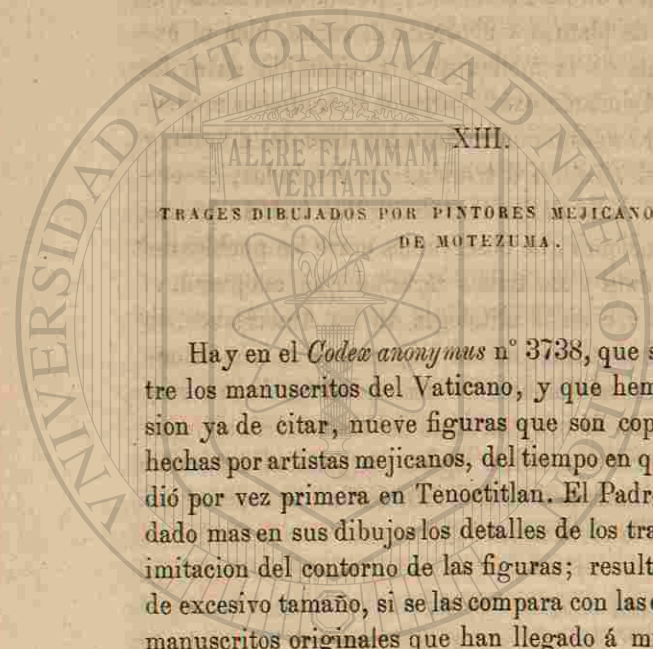 XIII.
TRAGES DIBUJADOS POR PINTORES MEJICANO
DE MOTEZUMA.
Hay en el Codex anonymus n° 3738, que s
tre los manuscritos del Vaticano, y que hem
sion ya de citar, nueve figuras que son cop
hechas por artistas mejicanos, del tiempo en q
dió por vez primera en Tenoctitlan. El Padr
dado mas en sus dibujos los detalles de los tra
imitacion del contorno de las figuras; result
de excesivo tamaño, si se las compara con las
manuscritos originales que han llegado á m
UNIVERSIDAD AUTONOMA D NUEVO LEON
ALERE FLAMMAM
VERITATIS